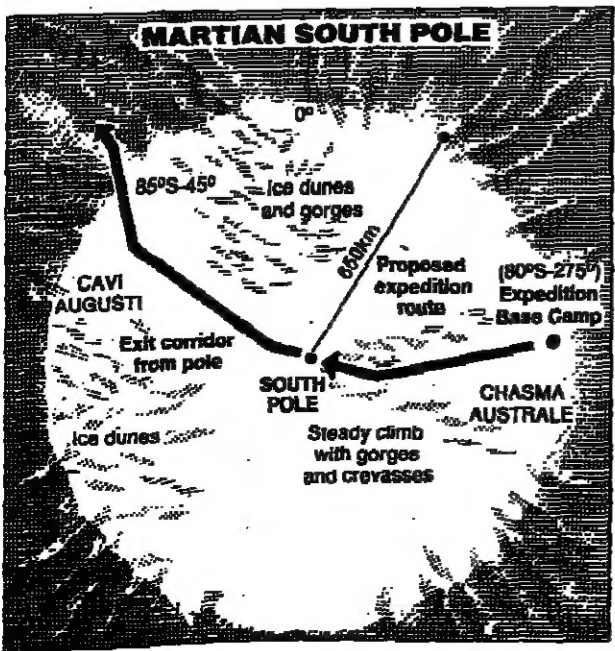 MARTIAN SOUTH POLE
0º
85ºS-45º
Ice dunes
and gorges
650km
Proposed
expedition
route
(80ºS-275º)
Expedition
Base Camp
CAVI
AUGUSTI
Exit corridor
from pole
SOUTH
POLE
CHASMA
AUSTRALE
Ice dunes
Steady climb
with gorges
and crevasses